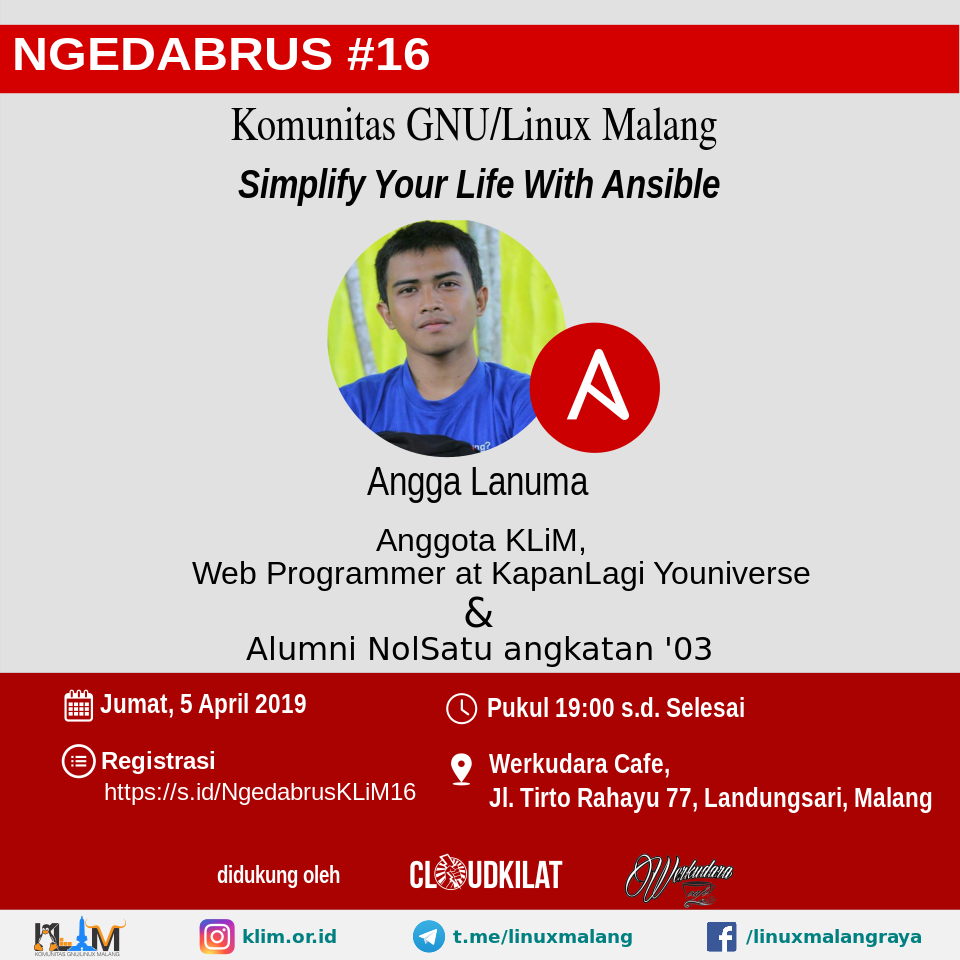 NGEDABRUS #16
Komunitas GNU/Linux Malang
Simplify Your Life With Ansible
ng?
Angga Lanuma
Anggota KLiM,
Web Programmer at KapanLagi Youniverse
&
Alumni NolSatu angkatan '03
Jumat, 5 April 2019
Pukul 19:00 s.d. Selesai
Registrasi
https://s.id/NgedabrusKLiM16
Werkudara Cafe,
Jl. Tirto Rahayu 77, Landungsari, Malang
didukung oleh
CLOUDKILAT
Werkudara
cafe
KLiM
KOMUNITAS GNU/LINUX MALANG
klim.or.id
t.me/linuxmalang
/linuxmalangraya